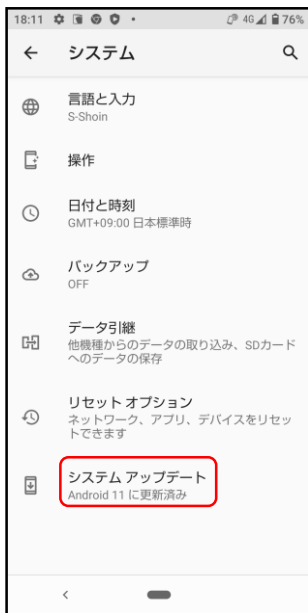 18:11 4G 76%
システム
言語と入力
S-Shoin
操作
日付と時刻
GMT+09:00 日本標準時
バックアップ
OFF
データ引継
他機種からのデータの取り込み、SDカード
へのデータの保存
リセット オプション
ネットワーク、アプリ、デバイスをリセッ
トできます
システム アップデート
Android 11 に更新済み